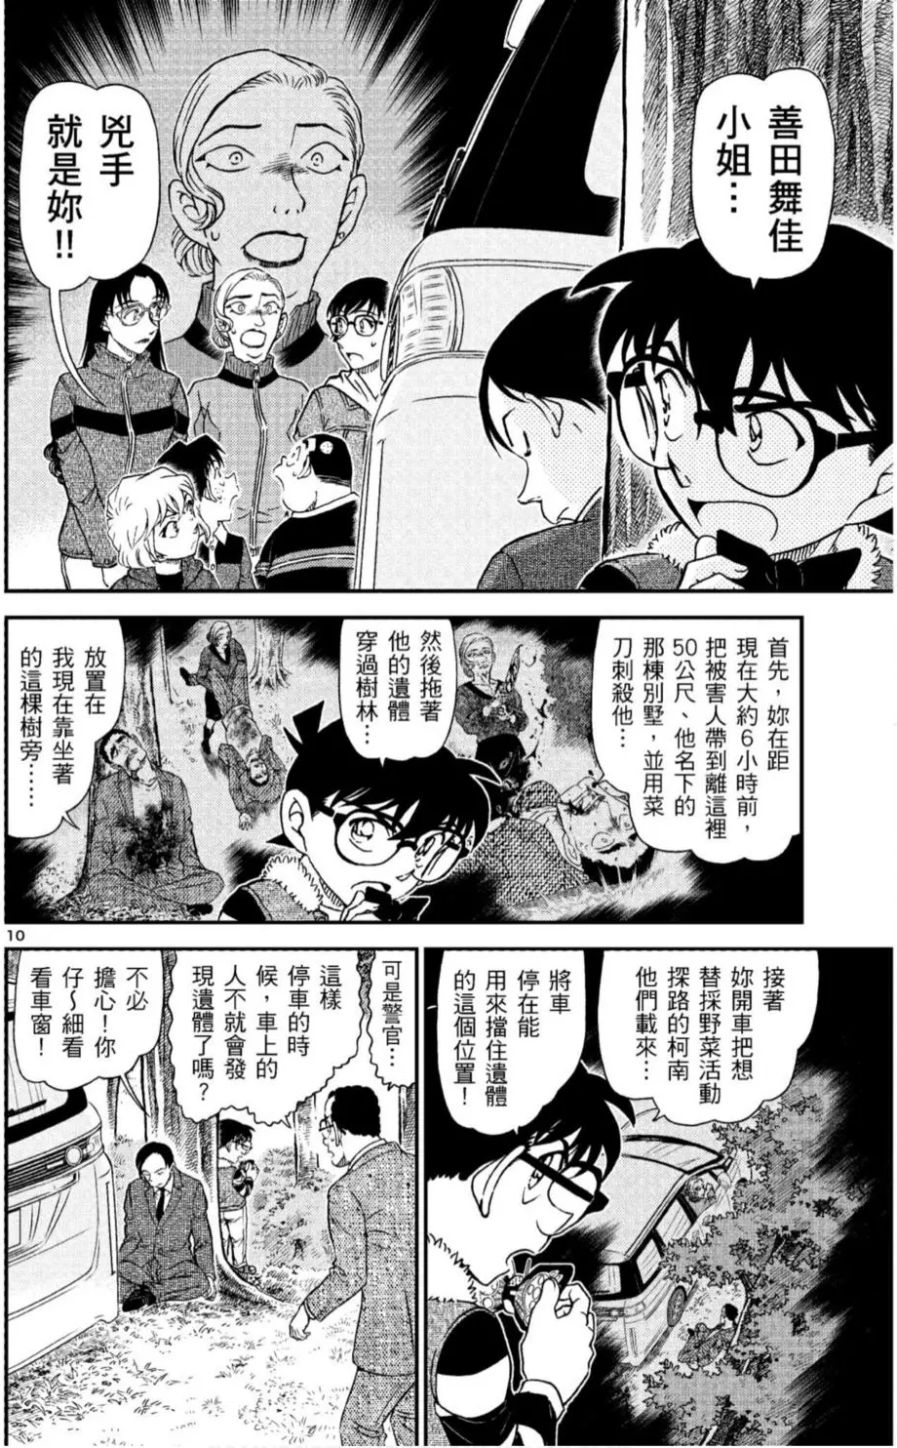 善田舞佳
小姐…
兇手
就是妳!!
首先，妳在距
現在大約6小時前，
把被害人帶到離這裡
50公尺、他名下的
那棟別墅，並用菜
刀刺殺他…
然後拖著
他的遺體
穿過樹林…
放置在
我現在靠坐著
的這棵樹旁……
10
接著
妳開車把想
替採野菜活動
探路的柯南
他們載來…
將車
停在能
用來擋住遺體
的這個位置！
可是警官…
這樣
停車的時
候，車上的
人不就會發
現遺體了嗎？
不必
擔心！你
仔～細看
看車窗！